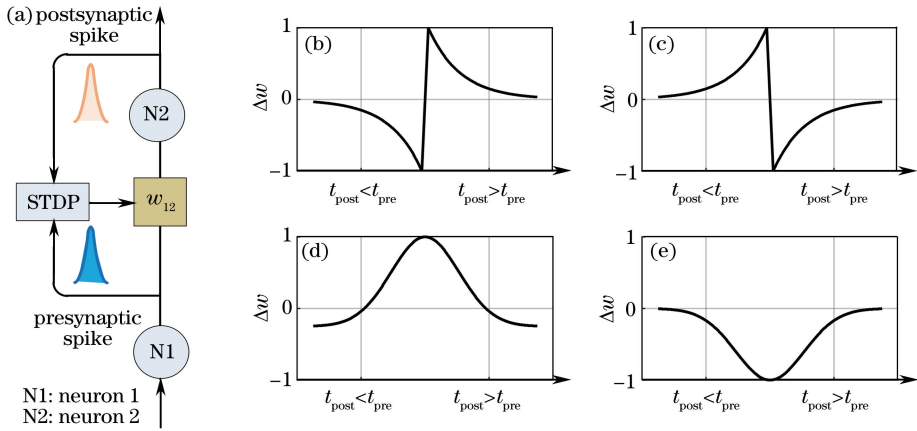 (a)
postsynaptic
spike
N2
STDP
w12
presynaptic
spike
N1
N1: neuron 1
N2: neuron 2
(b)
1
0
−1
Δw
tpost<tpre
tpost>tpre
(c)
1
0
−1
Δw
tpost<tpre
tpost>tpre
(d)
1
0
−1
Δw
tpost<tpre
tpost>tpre
(e)
1
0
−1
Δw
tpost<tpre
tpost>tpre